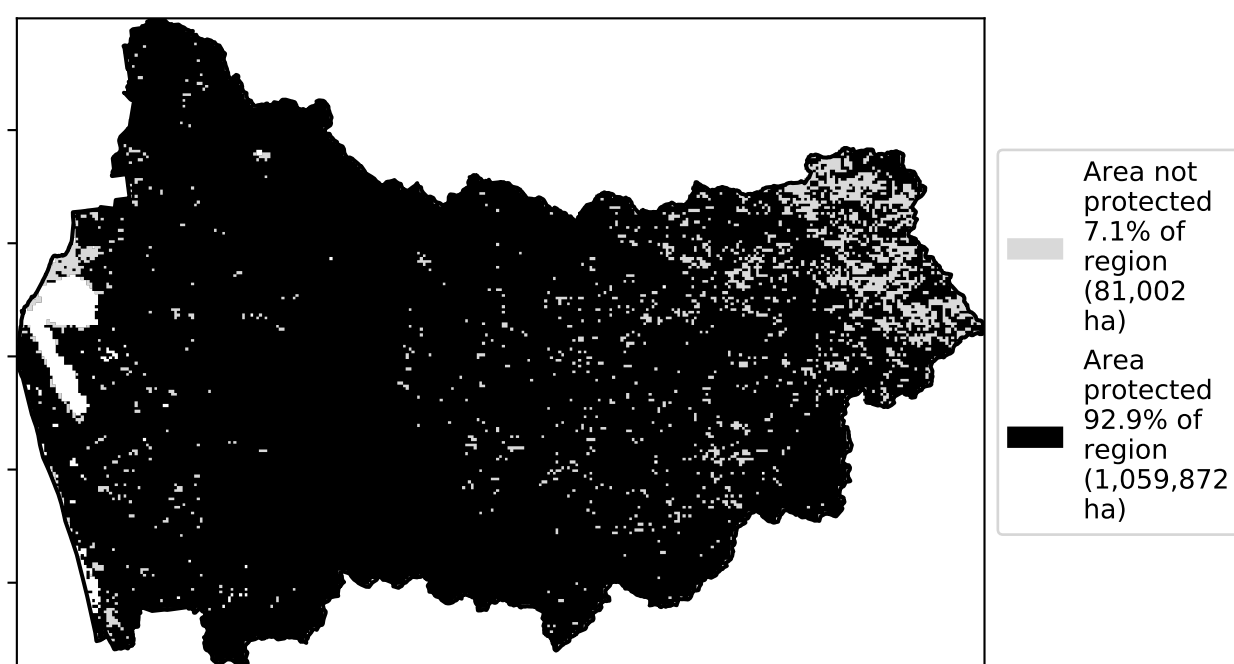 Area not
protected
7.1% of
region
(81,002
ha)
Area
protected
92.9% of
region
(1,059,872
ha)